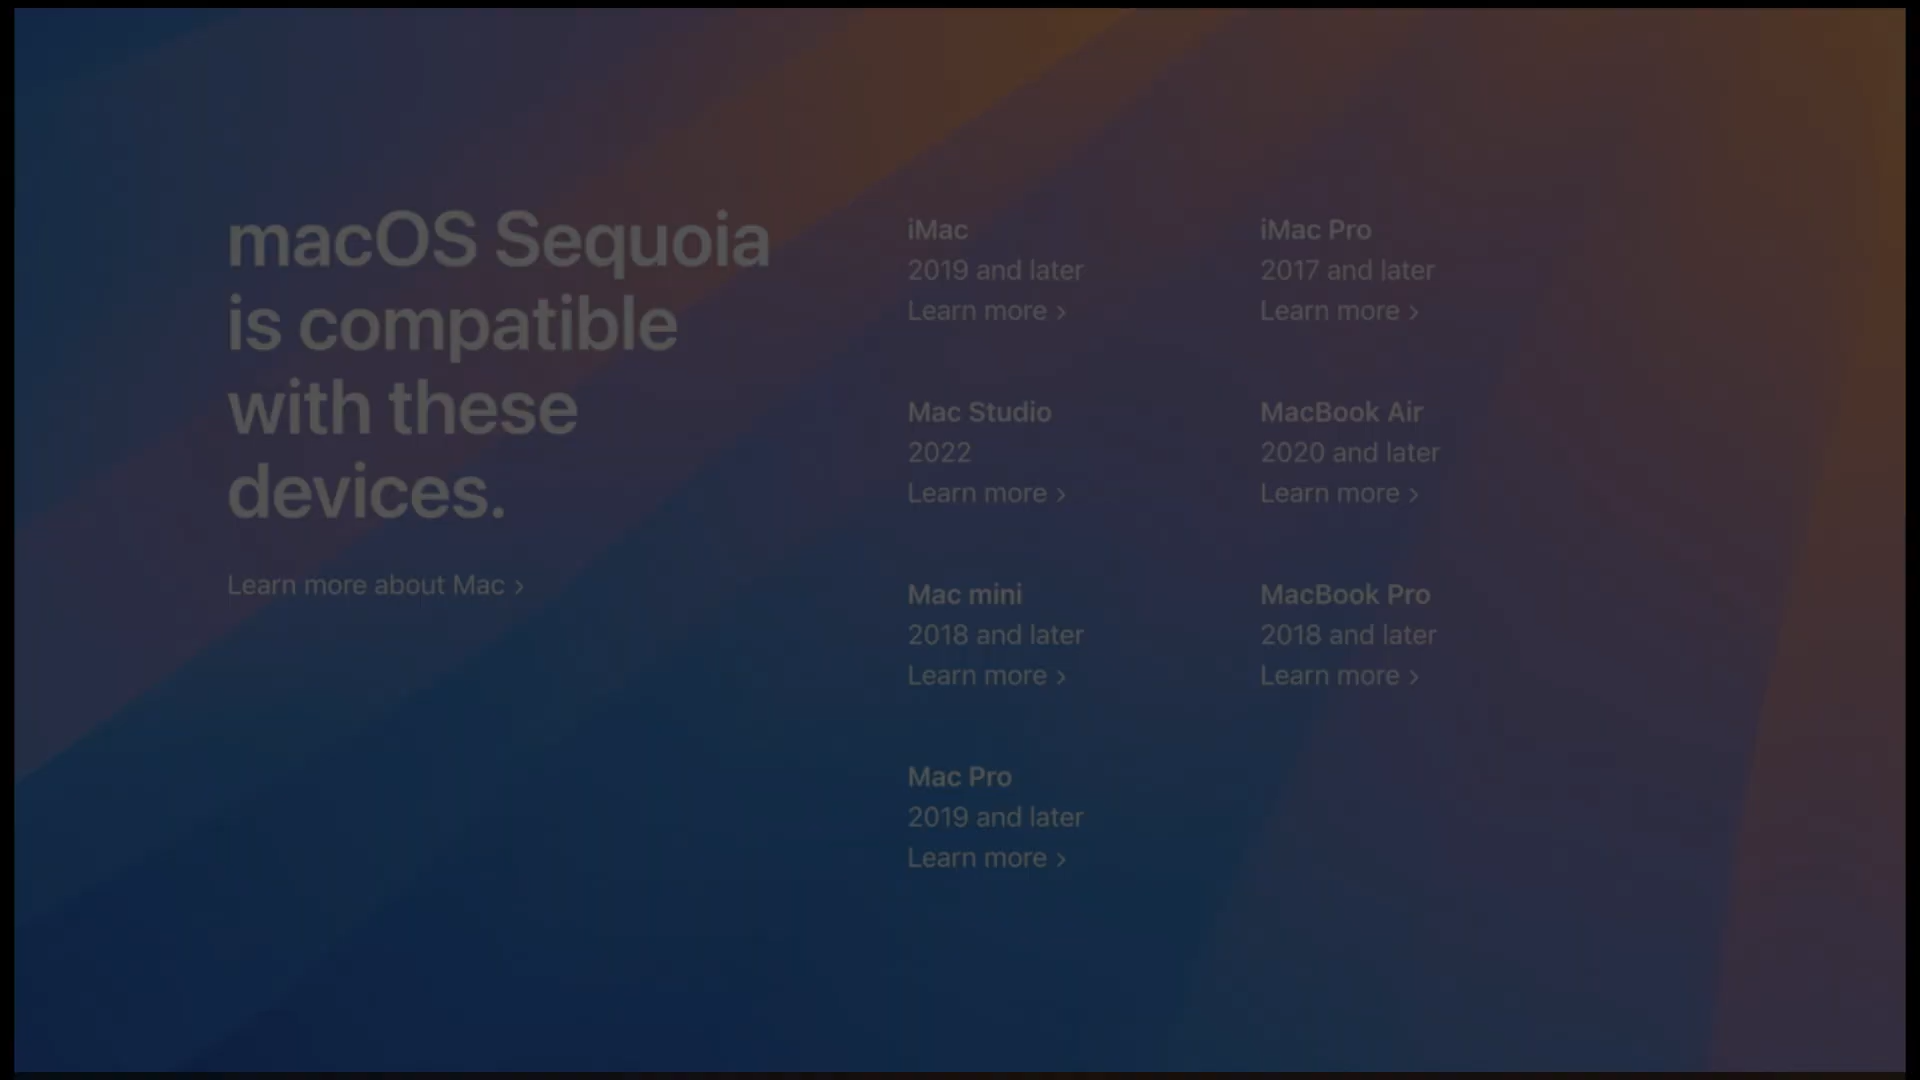 macOS Sequoia
is compatible
with these
devices.
Learn more about Mac >
iMac
2019 and later
Learn more >
iMac Pro
2017 and later
Learn more >
Mac Studio
2022
Learn more >
MacBook Air
2020 and later
Learn more >
Mac mini
2018 and later
Learn more >
MacBook Pro
2018 and later
Learn more >
Mac Pro
2019 and later
Learn more >